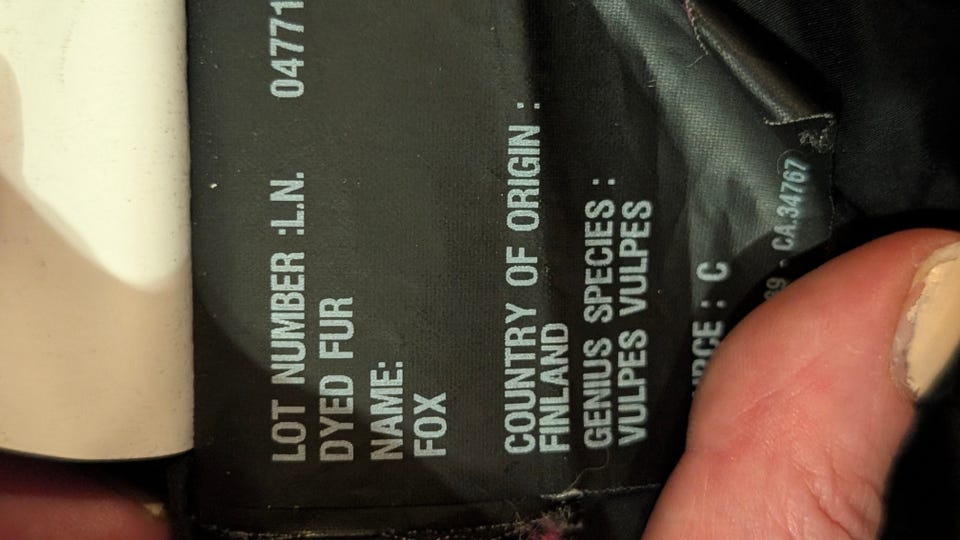 LOT NUMBER :L.N. 04771
DYED FUR
NAME:
FOX
COUNTRY OF ORIGIN :
FINLAND
GENIUS SPECIES :
VULPES VULPES
: C
- CA.34767